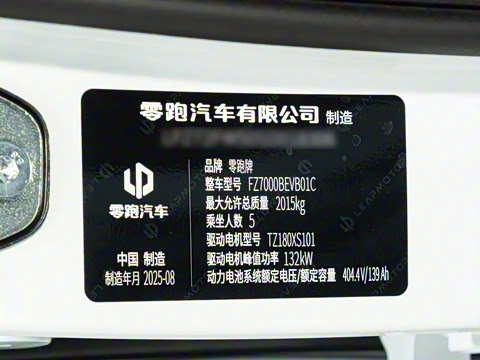 零跑汽车有限公司 制造
品牌 零跑牌
整车型号 FZ7000BEVB01C
最大允许总质量 2015kg
乘坐人数 5
驱动电机型号 TZ180XS101
驱动电机峰值功率 132kW
动力电池系统额定电压/额定容量 404.4V/139Ah
零跑汽车
中国 制造
制造年月 2025-08